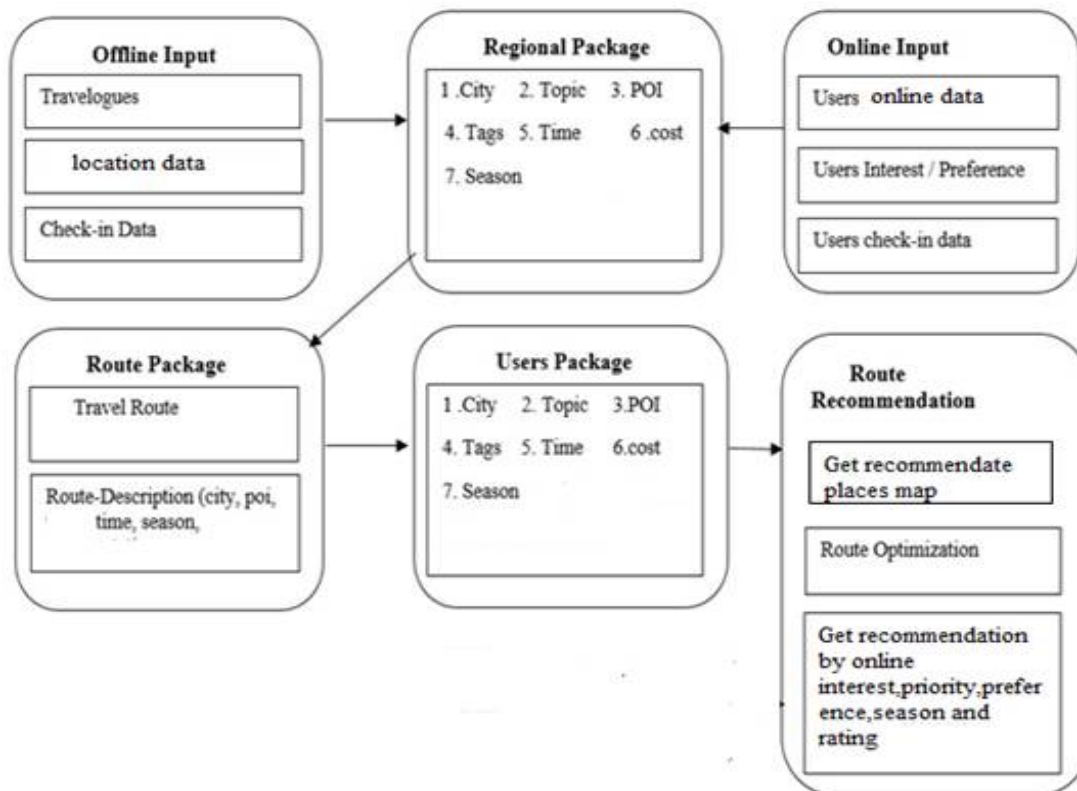 Offline Input
Travelogues
location data
Check-in Data
Regional Package
1 .City 2. Topic 3. POI
4. Tags 5. Time 6 .cost
7. Season
Online Input
Users online data
Users Interest / Preference
Users check-in data
Route Package
Travel Route
Route-Description (city, poi,
time, season,
Users Package
1 .City 2. Topic 3.POI
4. Tags 5. Time 6.cost
7. Season
Route
Recommendation
Get recommendate
places map
Route Optimization
Get recommendation
by online
interest,priority,prefer
ence,season and
rating